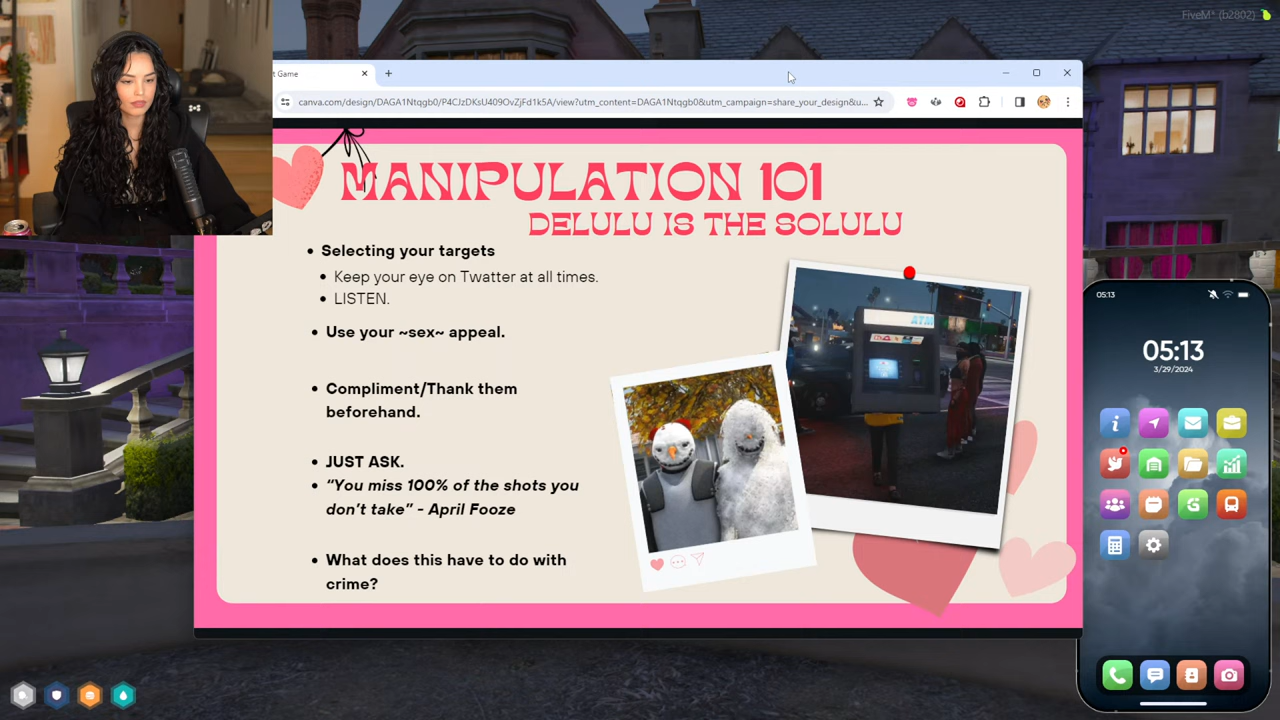 FiveM* (b2802)
t Game
canva.com/design/DAGA1Ntqgb0/P4CJzDKsU409OvZjFd1k5A/view?utm_content=DAGA1Ntqgb0&utm_campaign=share_your_design&u...
MANIPULATION 101
DELULU IS THE SOLULU
• Selecting your targets
• Keep your eye on Twatter at all times.
• LISTEN.
• Use your ~sex~ appeal.
• Compliment/Thank them
beforehand.
• JUST ASK.
• “You miss 100% of the shots you
don’t take” - April Fooze
• What does this have to do with
crime?
ATM
05:13
05:13
3/29/2024